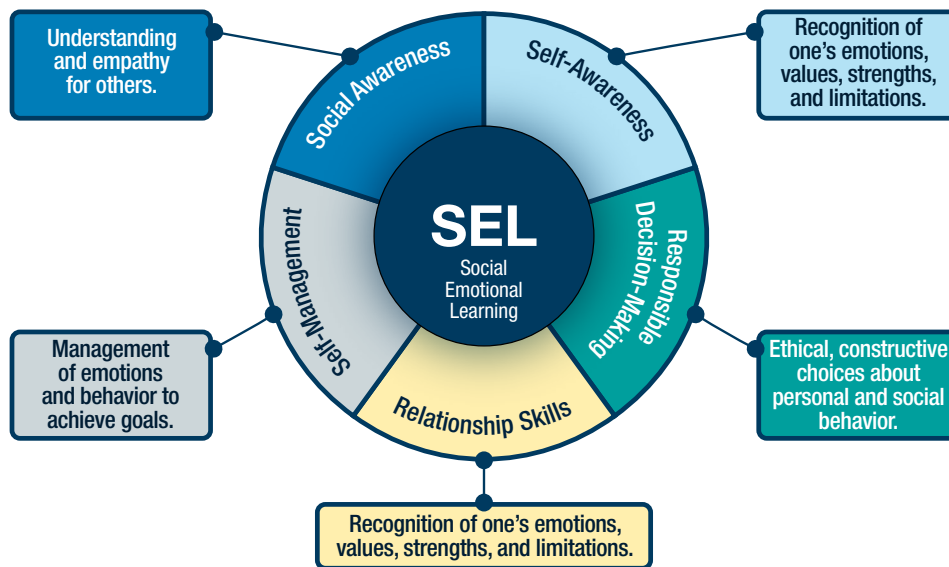 Understanding
and empathy
for others.
Social Awareness
Self-Awareness
Recognition of
one's emotions,
values, strengths,
and limitations.
SEL
Social
Emotional
Learning
Self-Management
Responsible
Decision-Making
Management
of emotions
and behavior to
achieve goals.
Relationship Skills
Ethical, constructive
choices about
personal and social
behavior.
Recognition of one's emotions,
values, strengths, and limitations.